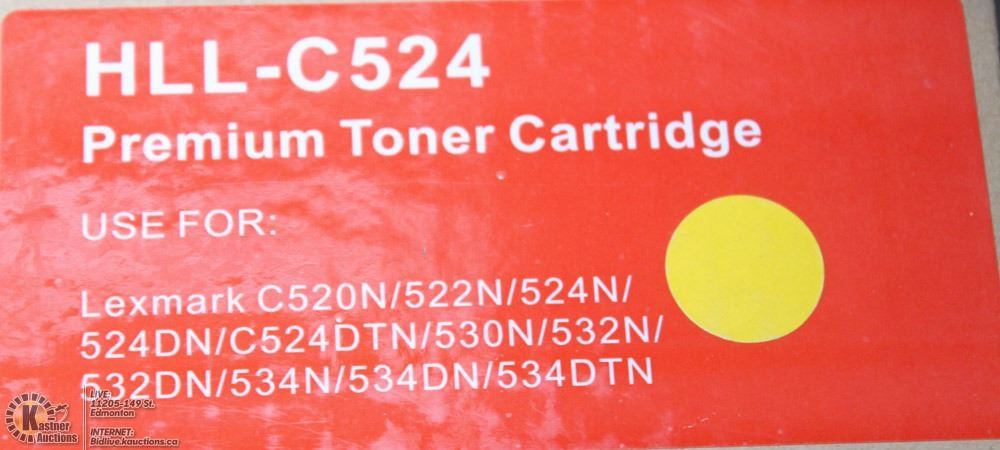 HLL-C524
Premium Toner Cartridge
USE FOR:
Lexmark C520N/522N/524N/
524DN/C524DTN/530N/532N/
532DN/534N/534DN/534DTN
Kastner
Auctions
LIVE:
11205-149 St.
Edmonton
INTERNET:
Bidlive.kauctions.ca